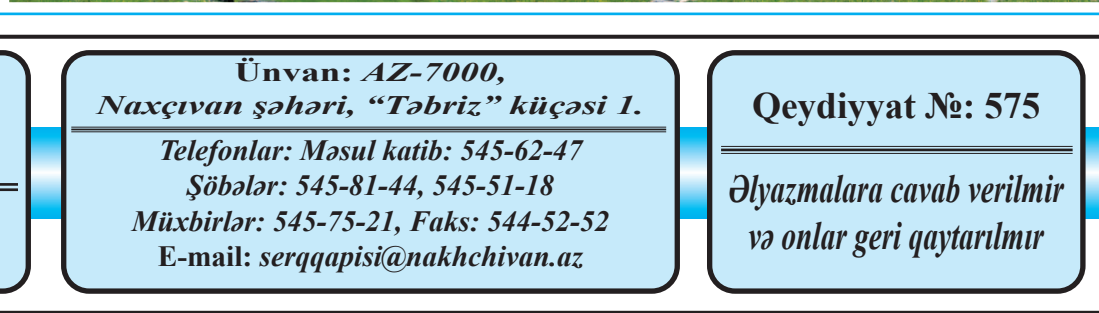 Ünvan: AZ-7000,
Naxçıvan şəhəri, “Təbriz” küçəsi 1.
Telefonlar: Məsul katib: 545-62-47
Şöbələr: 545-81-44, 545-51-18
Müxbirlər: 545-75-21, Faks: 544-52-52
E-mail: serqqapisi@nakhchivan.az
Qeydiyyat №: 575
Əlyazmalara cavab verilmir
və onlar geri qaytarılmır